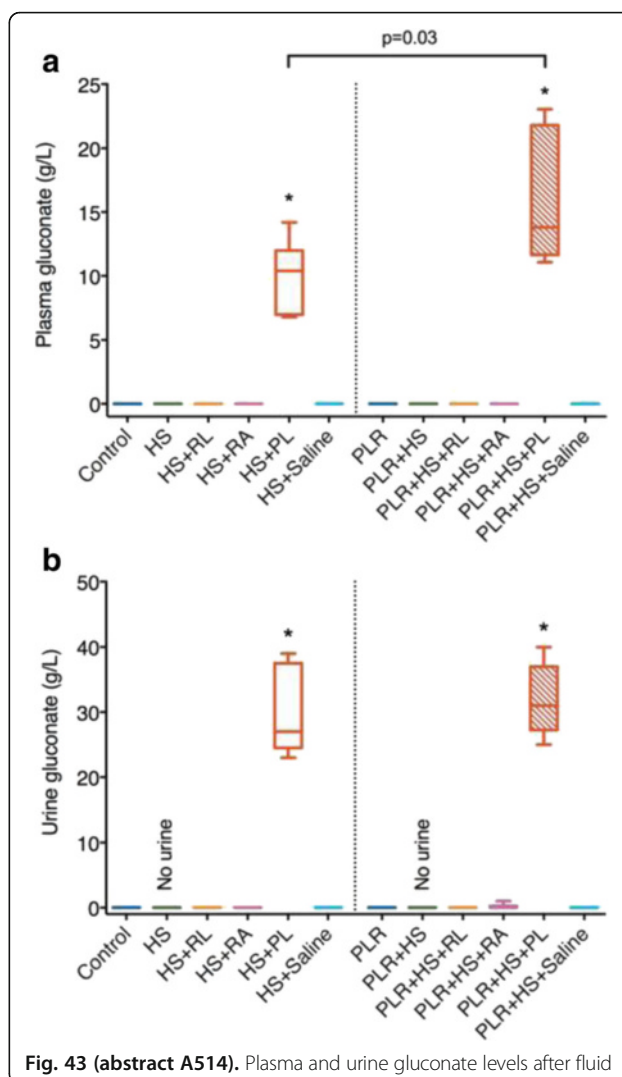 a
p=0.03
25
20
15
10
5
0
Plasma gluconate (g/L)
*
*
Control
HS
HS+RL
HS+RA
HS+PL
HS+Saline
PLR
PLR+HS
PLR+HS+RL
PLR+HS+RA
PLR+HS+PL
PLR+HS+Saline
b
50
40
30
20
10
0
Urine gluconate (g/L)
No urine
*
No urine
*
Control
HS
HS+RL
HS+RA
HS+PL
HS+Saline
PLR
PLR+HS
PLR+HS+RL
PLR+HS+RA
PLR+HS+PL
PLR+HS+Saline
Fig. 43 (abstract A514). Plasma and urine gluconate levels after fluid